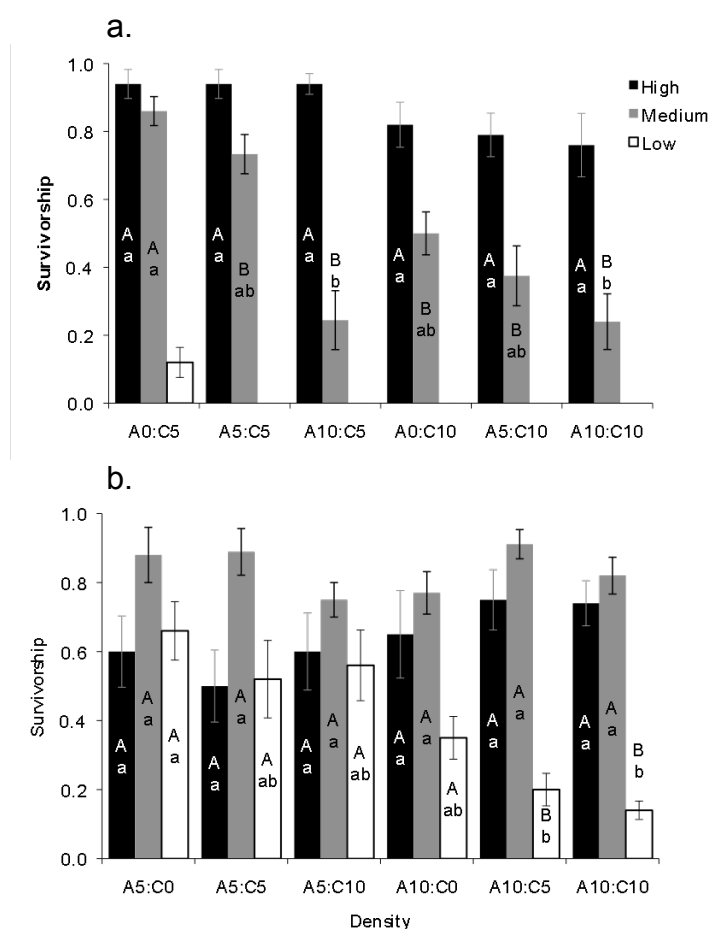 a.
1.0
High
Medium
Low
0.8
0.6
0.4
0.2
0.0
Survivorship
A A A A A B A B A B A B
a a a ab a b a ab a ab a b
A0:C5 A5:C5 A10:C5 A0:C10 A5:C10 A10:C10
b.
1.0
0.8
0.6
0.4
0.2
0.0
Survivorship
A A A A A A A A A A A A A A B A A B
a a a a a ab a a ab a a ab a a b a a b
A5:C0 A5:C5 A5:C10 A10:C0 A10:C5 A10:C10
Density